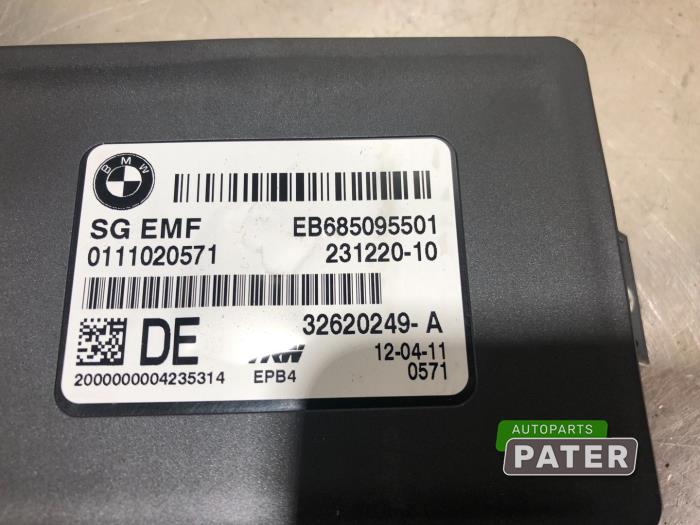 BMW
SG EMF EB685095501
0111020571 231220-10
32620249- A
DE TRW 12-04-11
2000000004235314 EPB4 0571
AUTOPARTS
PATER